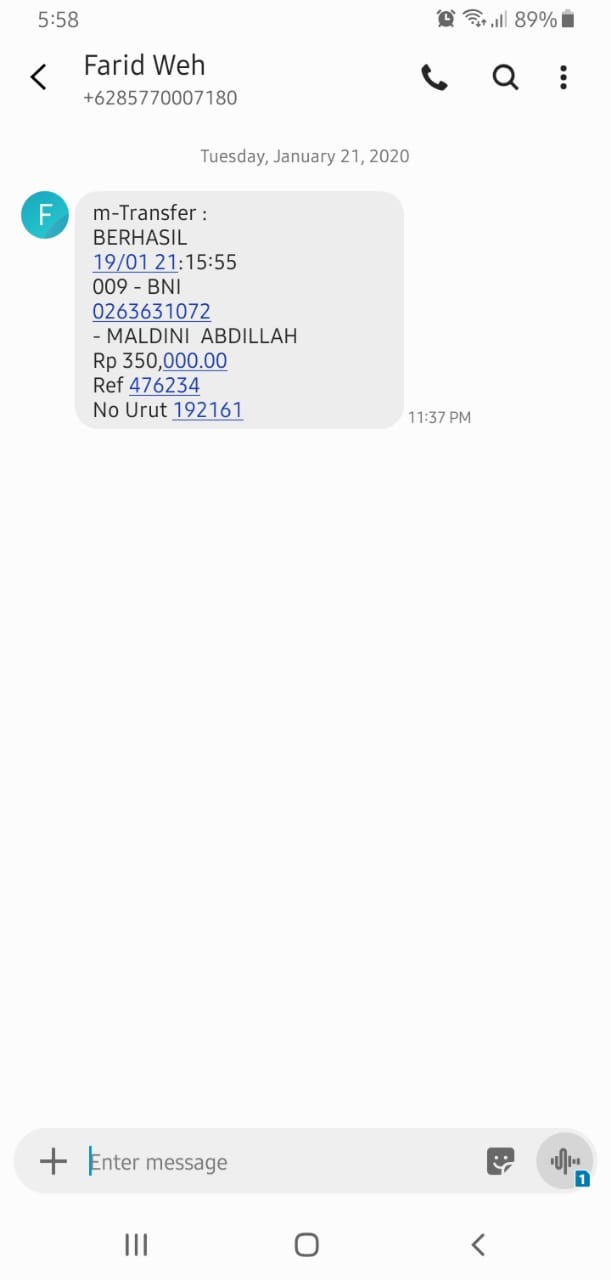 5:58
89%
Farid Weh
+6285770007180
Tuesday, January 21, 2020
F
m-Transfer :
BERHASIL
19/01 21:15:55
009 - BNI
0263631072
- MALDINI  ABDILLAH
Rp 350,000.00
Ref 476234
No Urut 192161
11:37 PM
Enter message
1